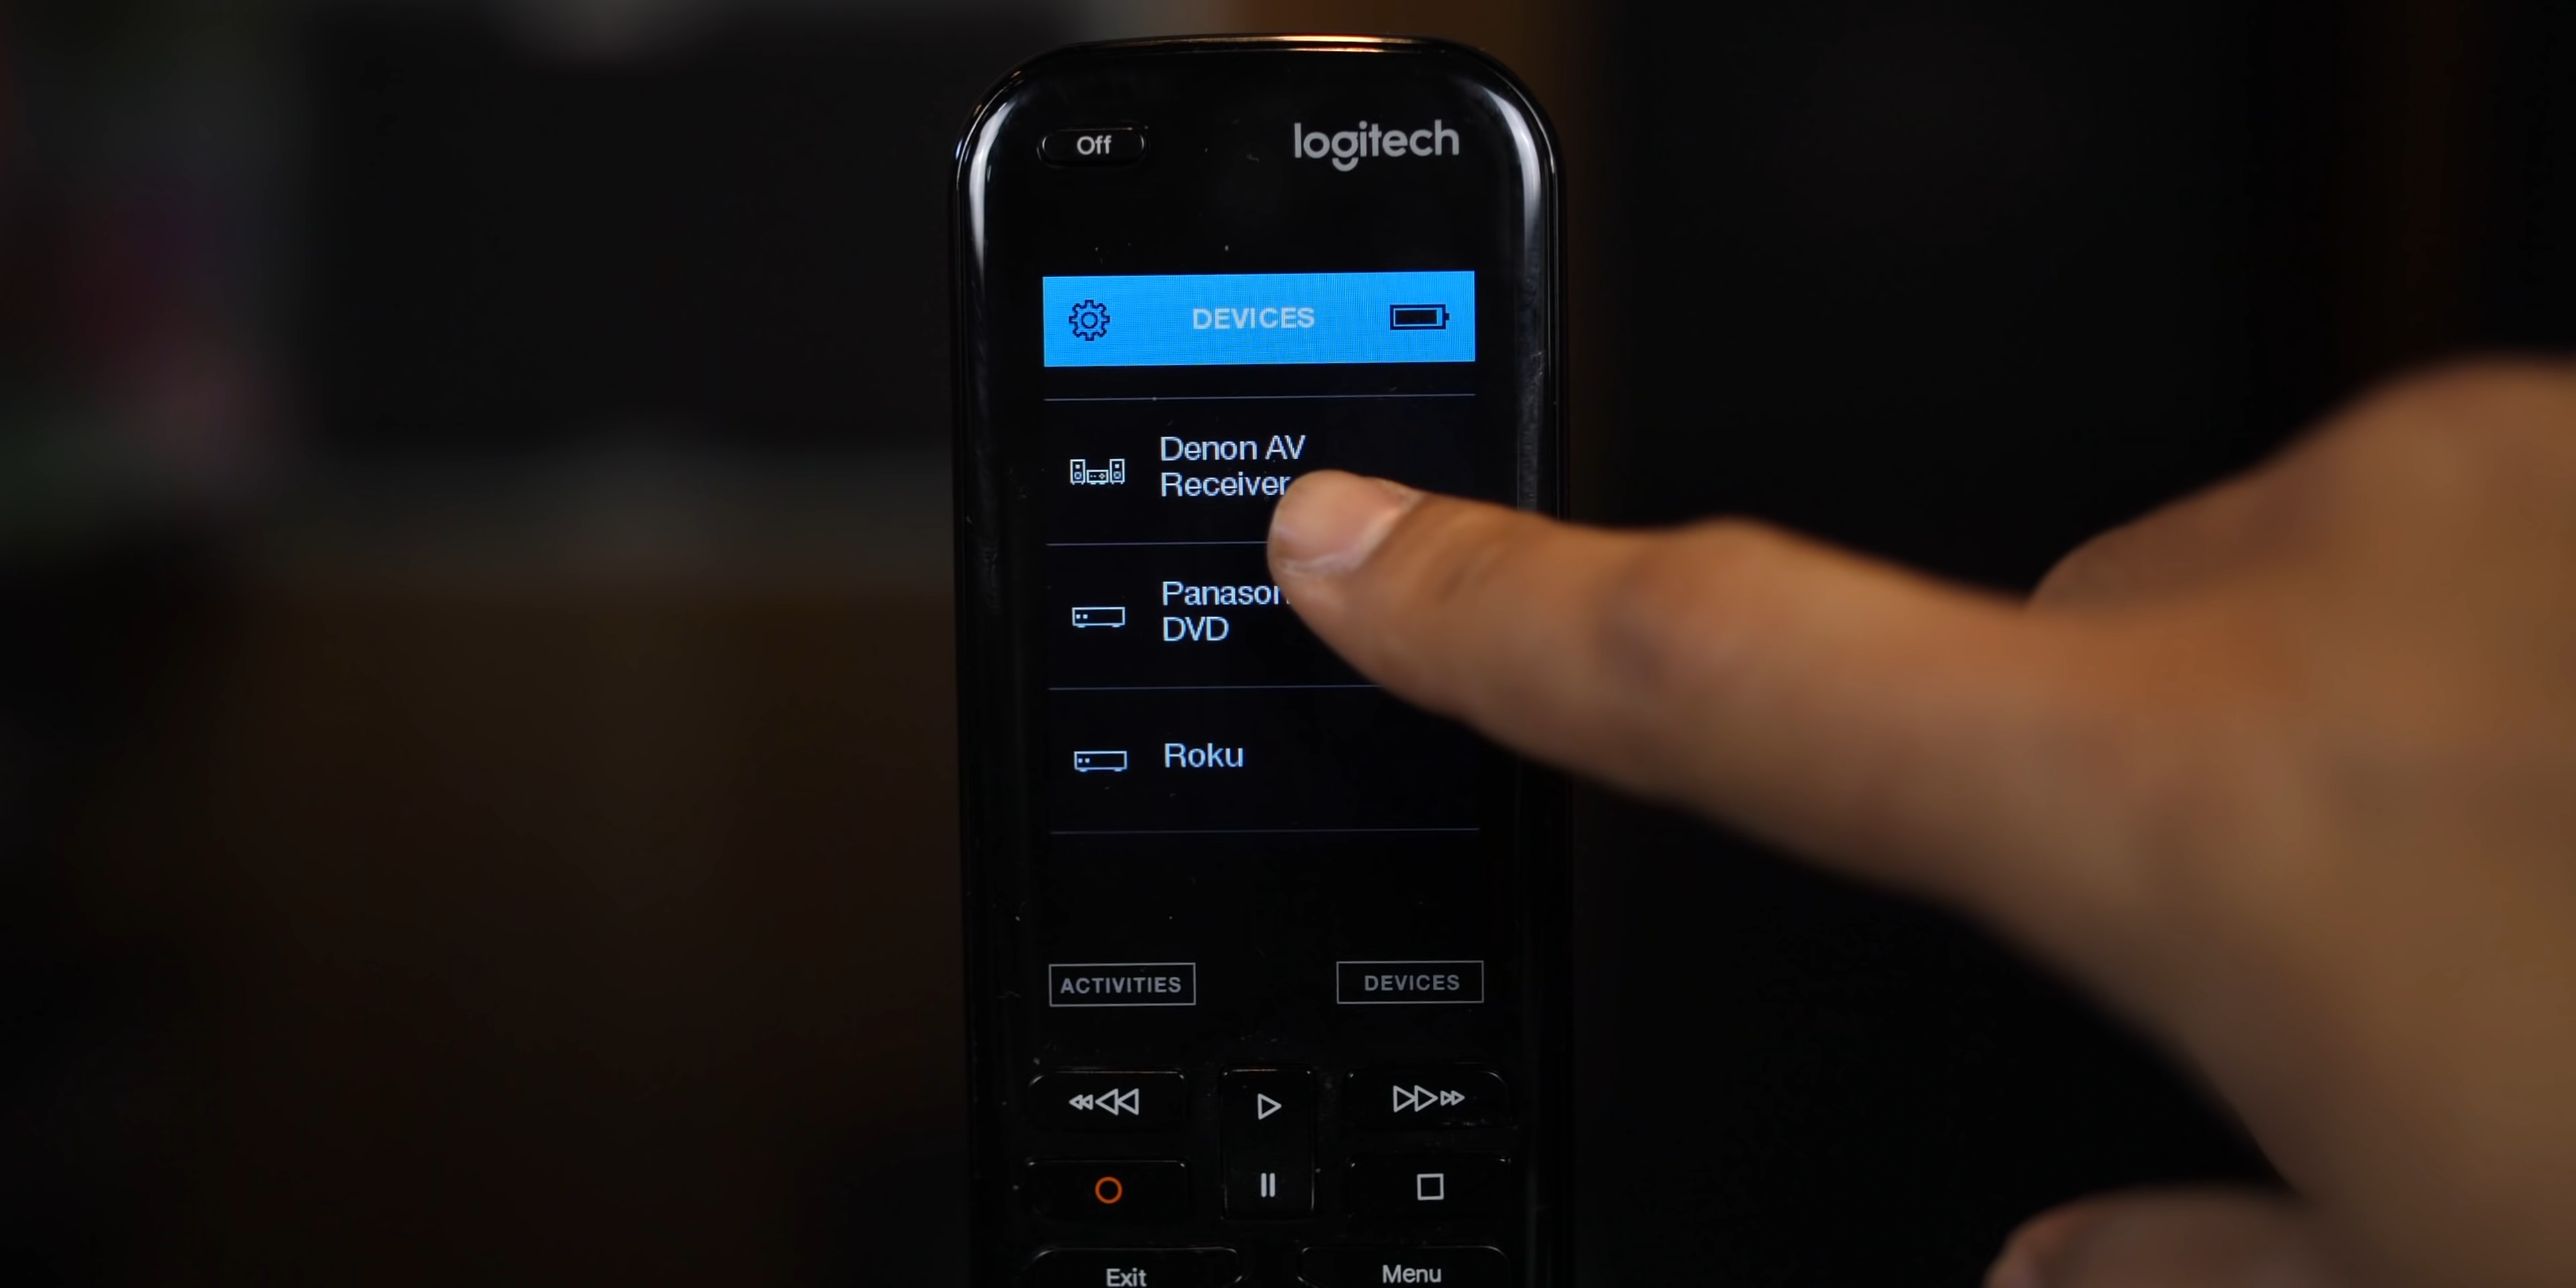 Off
logitech
DEVICES
Denon AV
Receiver
DVD
Roku
ACTIVITIES
DEVICES
Exit
Menu